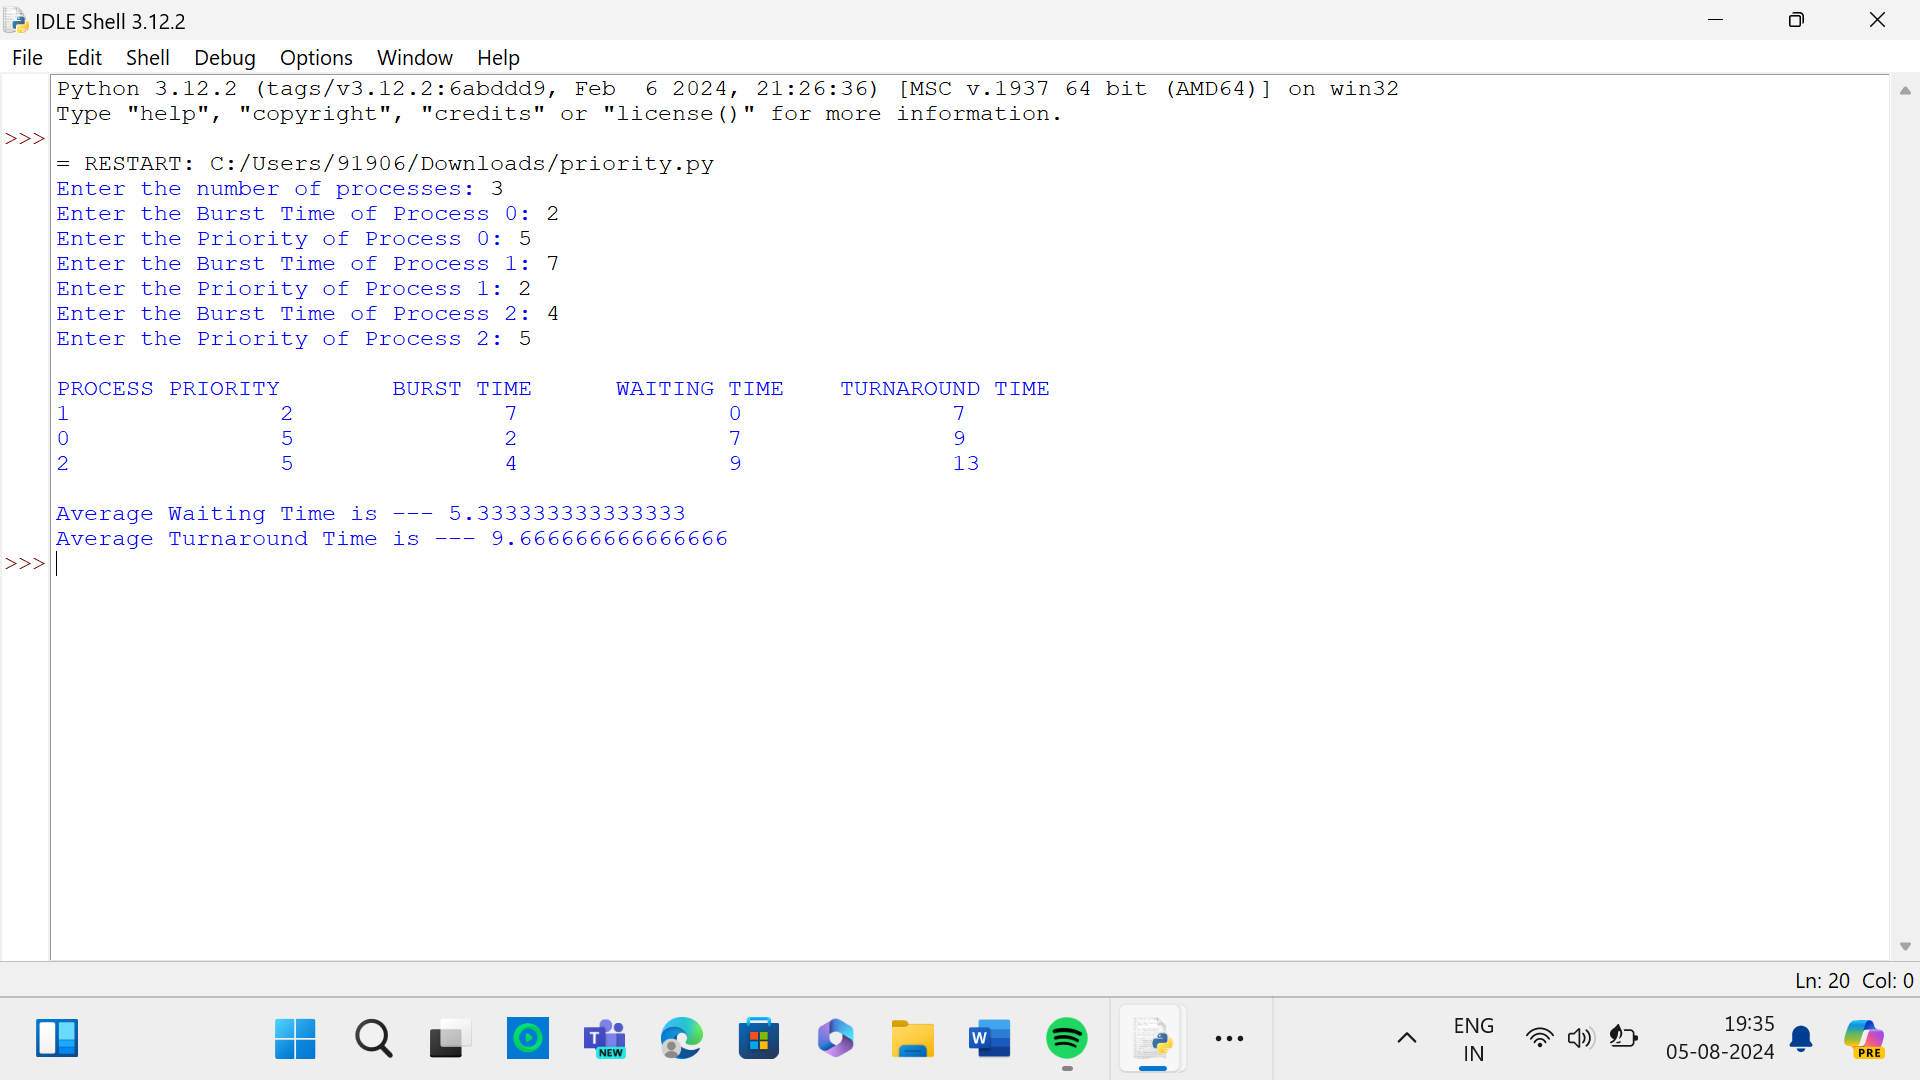 IDLE Shell 3.12.2
File Edit Shell Debug Options Window Help
Python 3.12.2 (tags/v3.12.2:6abddd9, Feb  6 2024, 21:26:36) [MSC v.1937 64 bit (AMD64)] on win32
Type "help", "copyright", "credits" or "license()" for more information.
>>>
= RESTART: C:/Users/91906/Downloads/priority.py
Enter the number of processes: 3
Enter the Burst Time of Process 0: 2
Enter the Priority of Process 0: 5
Enter the Burst Time of Process 1: 7
Enter the Priority of Process 1: 2
Enter the Burst Time of Process 2: 4
Enter the Priority of Process 2: 5
PROCESS PRIORITY        BURST TIME      WAITING TIME    TURNAROUND TIME
1               2               7               0               7
0               5               2               7               9
2               5               4               9               13
Average Waiting Time is --- 5.333333333333333
Average Turnaround Time is --- 9.666666666666666
>>>
Ln: 20 Col: 0
T NEW
W
ENG
IN
19:35
05-08-2024
PRE